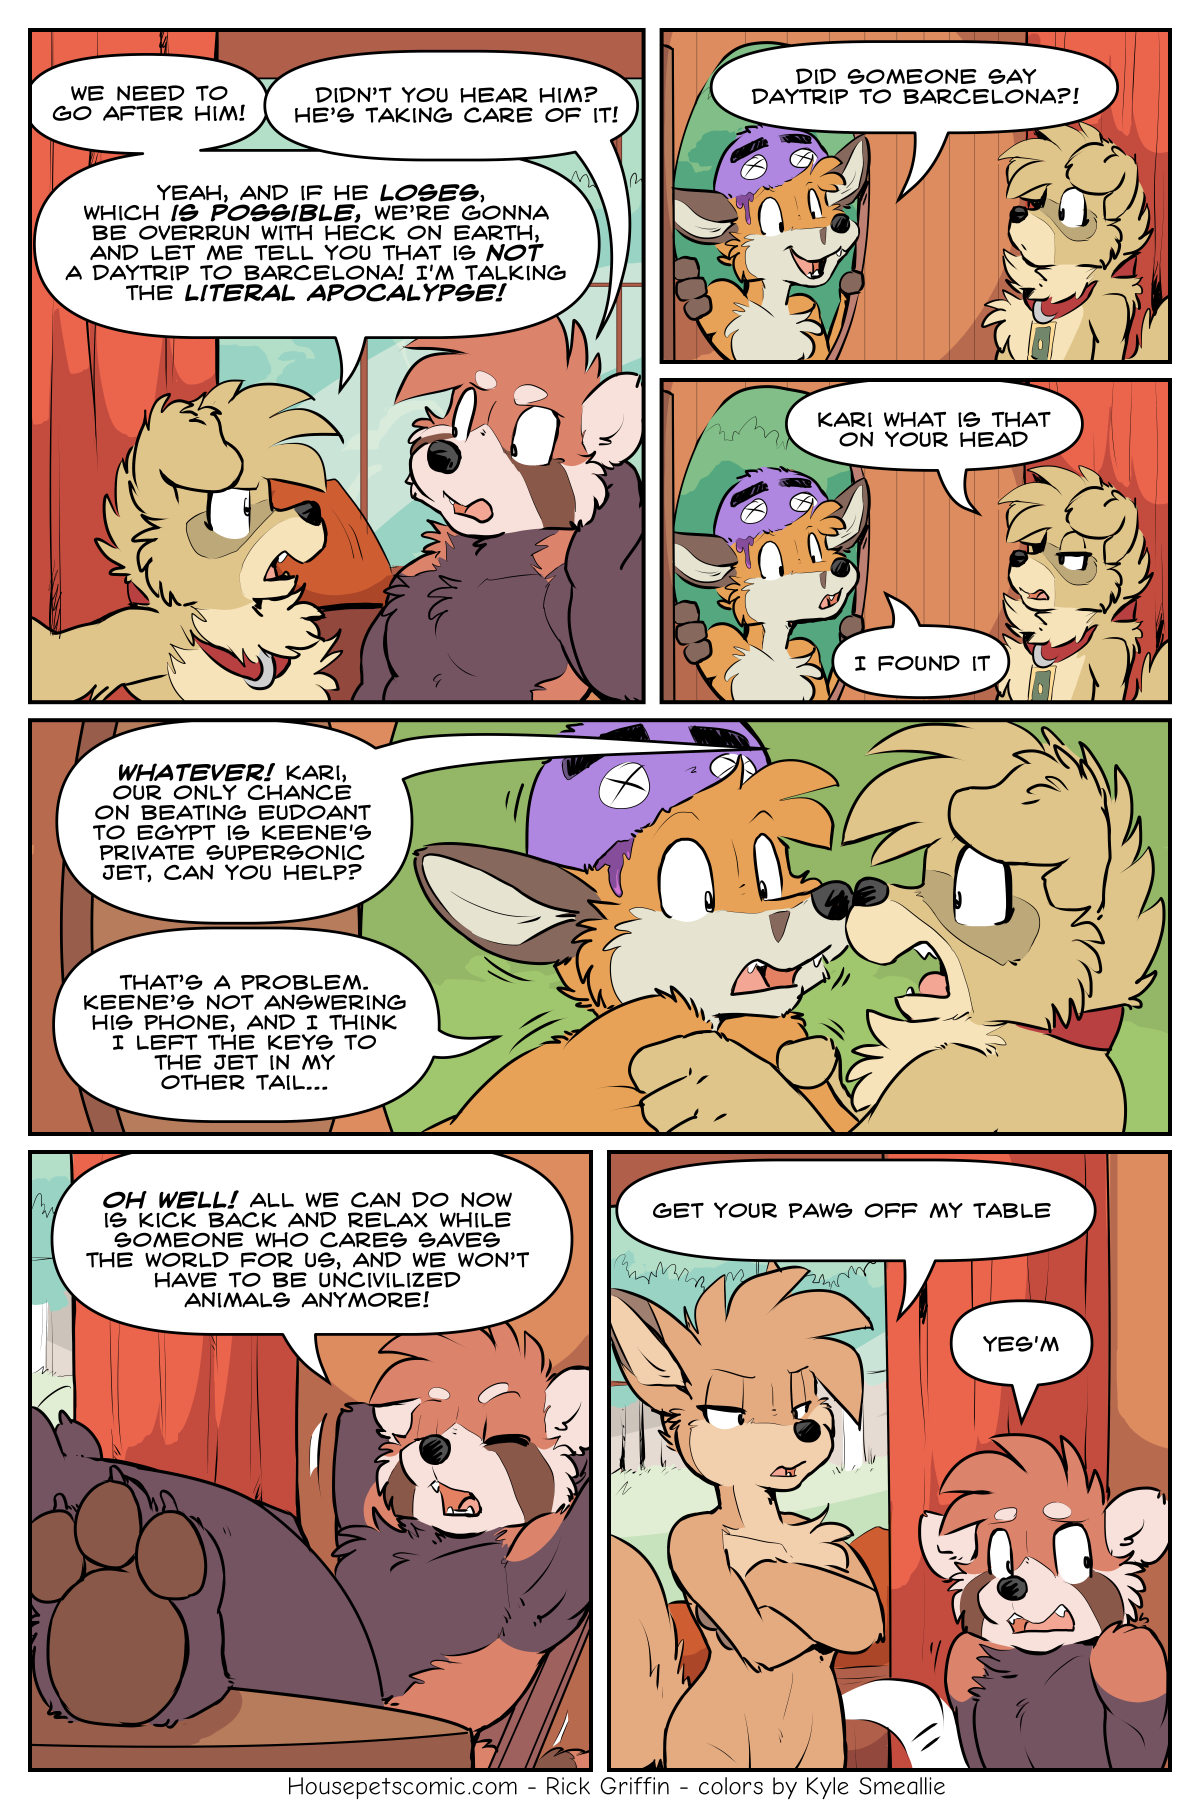 WE NEED TO
GO AFTER HIM!
DIDN'T YOU HEAR HIM?
HE'S TAKING CARE OF IT!
YEAH, AND IF HE LOSES,
WHICH IS POSSIBLE, WE'RE GONNA
BE OVERRUN WITH HECK ON EARTH,
AND LET ME TELL YOU THAT IS NOT
A DAYTRIP TO BARCELONA! I'M TALKING
THE LITERAL APOCALYPSE!
DID SOMEONE SAY
DAYTRIP TO BARCELONA?!
KARI WHAT IS THAT
ON YOUR HEAD
I FOUND IT
WHATEVER! KARI,
OUR ONLY CHANCE
ON BEATING EUDOANT
TO EGYPT IS KEENE'S
PRIVATE SUPERSONIC
JET, CAN YOU HELP?
THAT'S A PROBLEM.
KEENE'S NOT ANSWERING
HIS PHONE, AND I THINK
I LEFT THE KEYS TO
THE JET IN MY
OTHER TAIL...
OH WELL! ALL WE CAN DO NOW
IS KICK BACK AND RELAX WHILE
SOMEONE WHO CARES SAVES
THE WORLD FOR US, AND WE WON'T
HAVE TO BE UNCIVILIZED
ANIMALS ANYMORE!
GET YOUR PAWS OFF MY TABLE
YES'M
Housepetscomic.com - Rick Griffin - colors by Kyle Smeallie